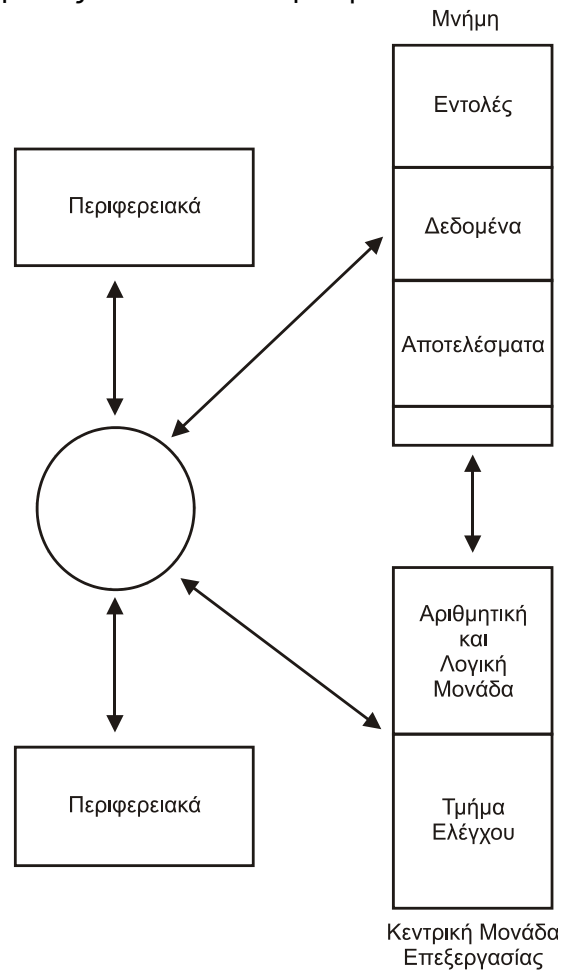 Μνήμη
Εντολές
Περιφερειακά
Δεδομένα
Αποτελέσματα
Αριθμητική
και
Λογική
Μονάδα
Περιφερειακά
Τμήμα
Ελέγχου
Κεντρική Μονάδα
Επεξεργασίας